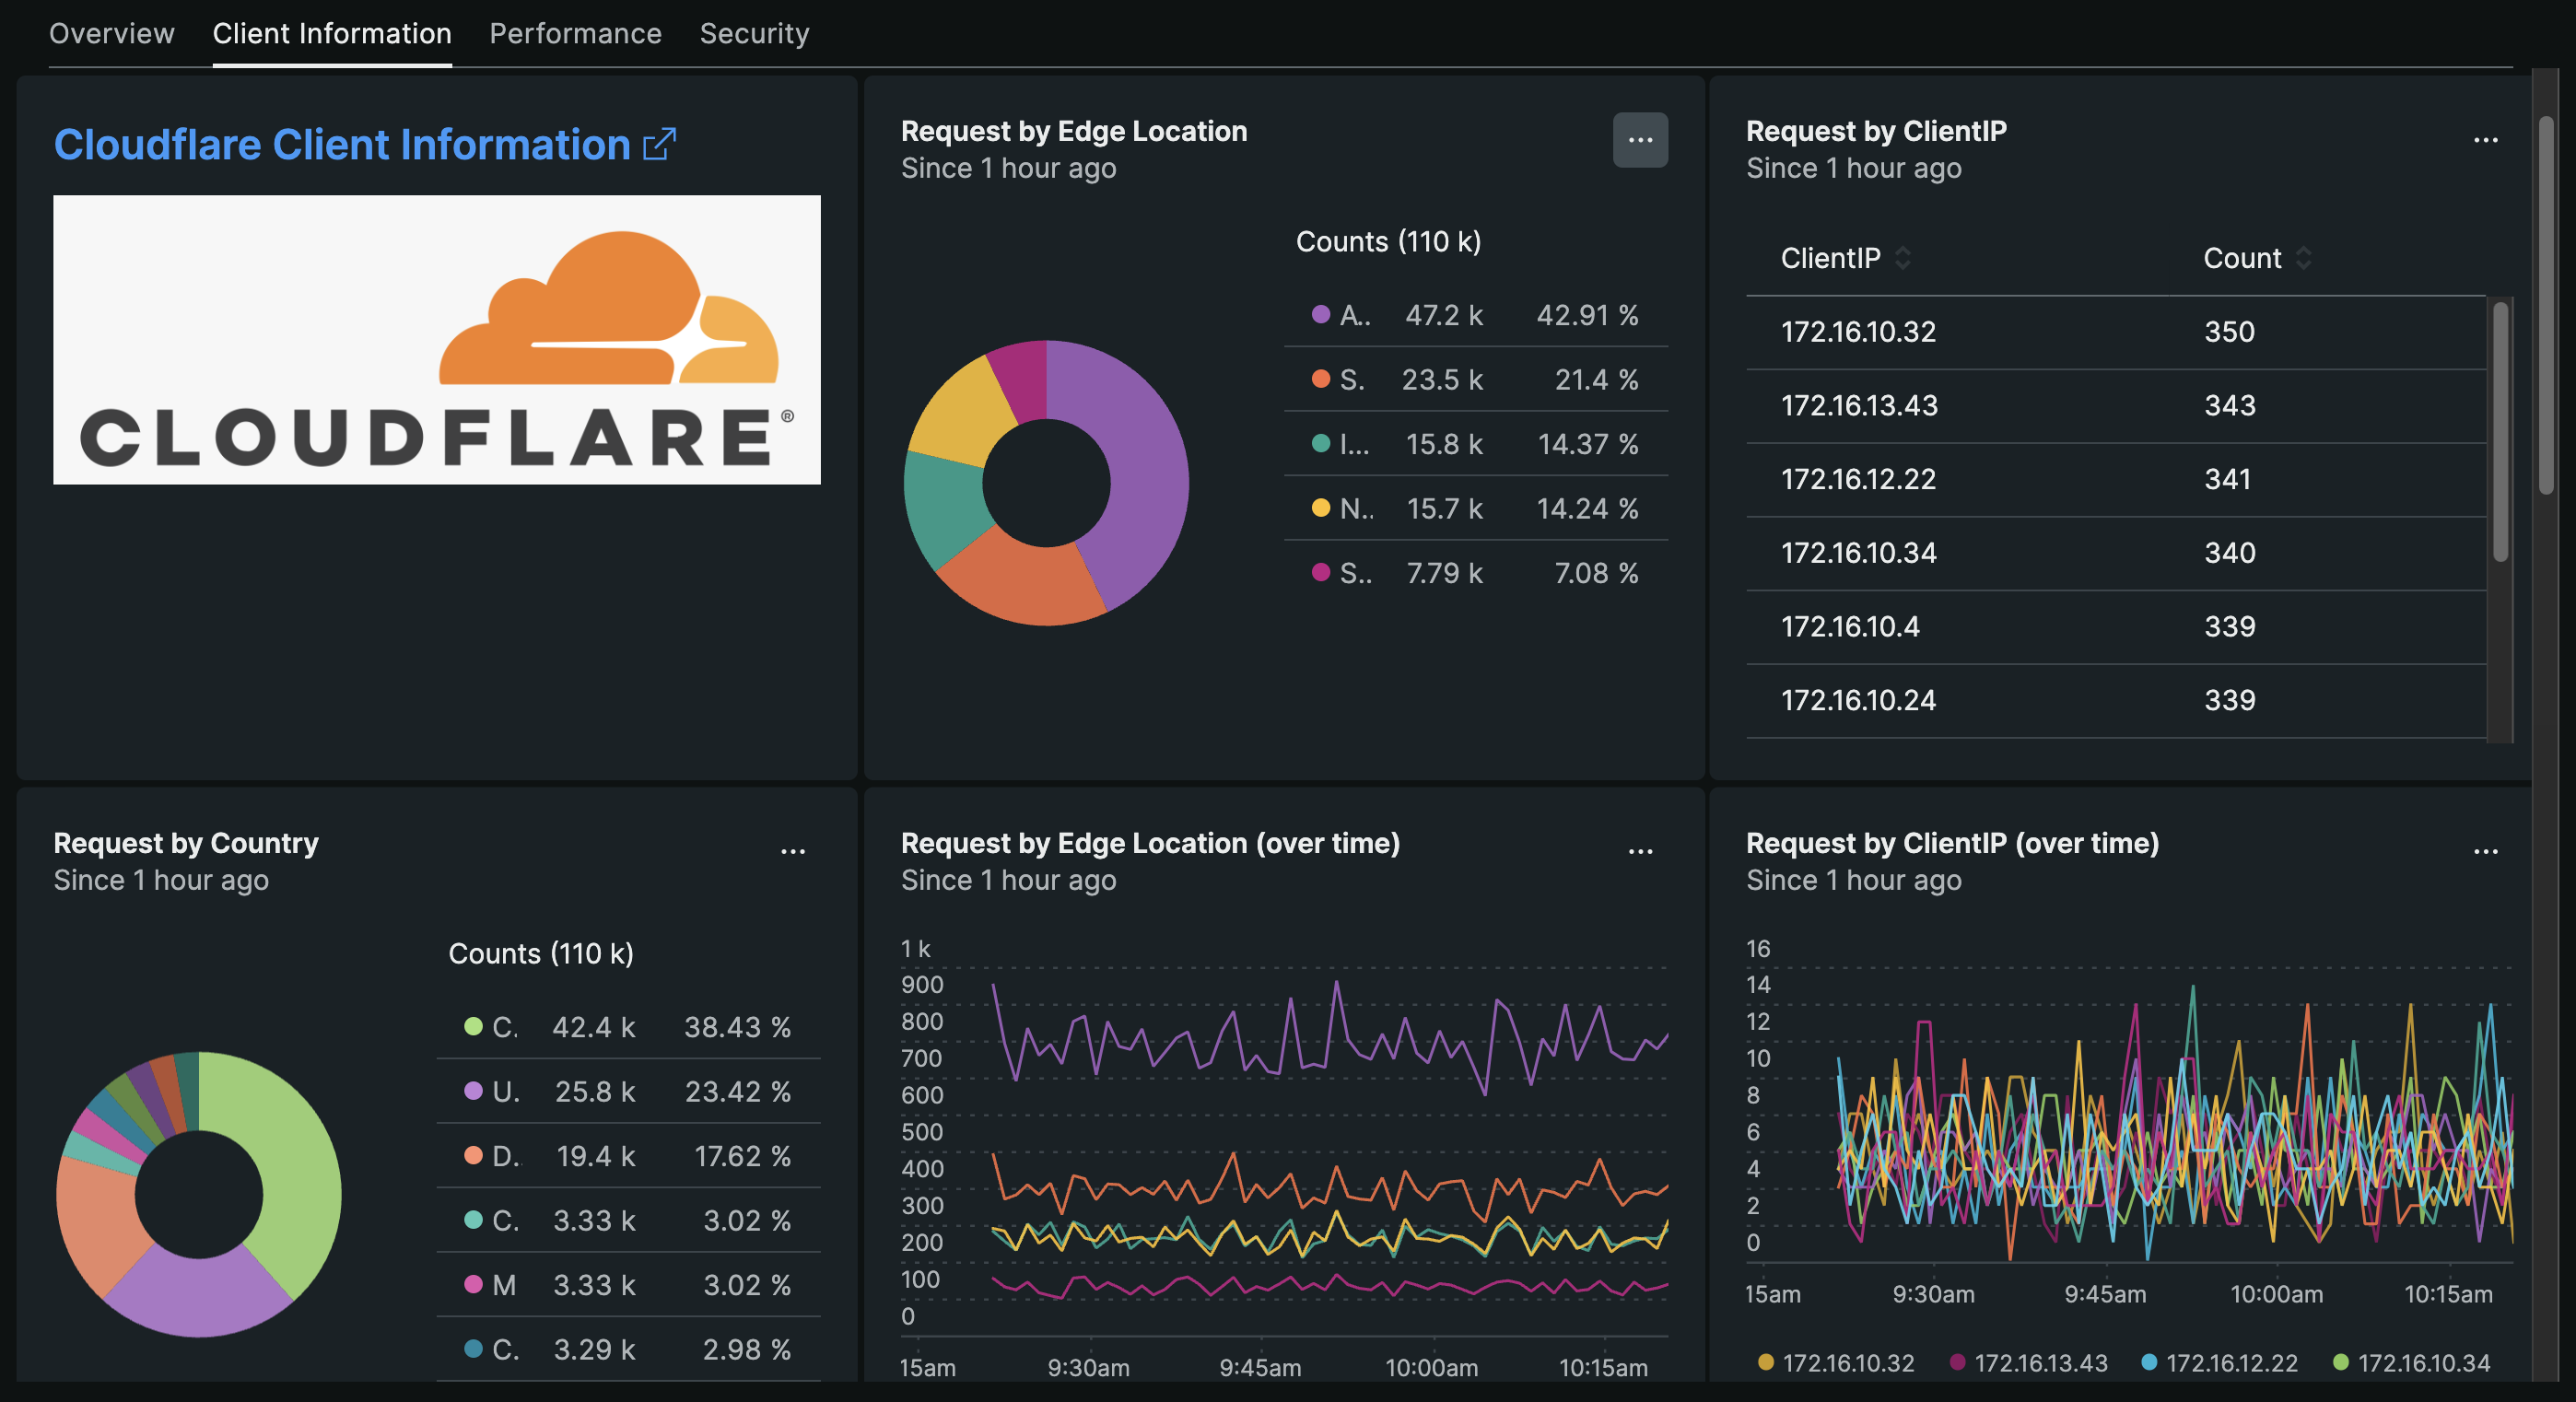 Overview Client Information Performance Security
Cloudflare Client Information
CLOUDFLARE®
Request by Edge Location
Since 1 hour ago
...
Counts (110 k)
A.. 47.2 k 42.91 %
S. 23.5 k 21.4 %
I... 15.8 k 14.37 %
N.. 15.7 k 14.24 %
S.. 7.79 k 7.08 %
Request by ClientIP
Since 1 hour ago
...
ClientIP Count
172.16.10.32 350
172.16.13.43 343
172.16.12.22 341
172.16.10.34 340
172.16.10.4 339
172.16.10.24 339
Request by Country
Since 1 hour ago
...
Counts (110 k)
C. 42.4 k 38.43 %
U. 25.8 k 23.42 %
D.. 19.4 k 17.62 %
C. 3.33 k 3.02 %
M 3.33 k 3.02 %
C. 3.29 k 2.98 %
Request by Edge Location (over time)
Since 1 hour ago
...
1 k
900
800
700
600
500
400
300
200
100
0
15am 9:30am 9:45am 10:00am 10:15am
Request by ClientIP (over time)
Since 1 hour ago
...
16
14
12
10
8
6
4
2
0
15am 9:30am 9:45am 10:00am 10:15am
172.16.10.32 172.16.13.43 172.16.12.22 172.16.10.34